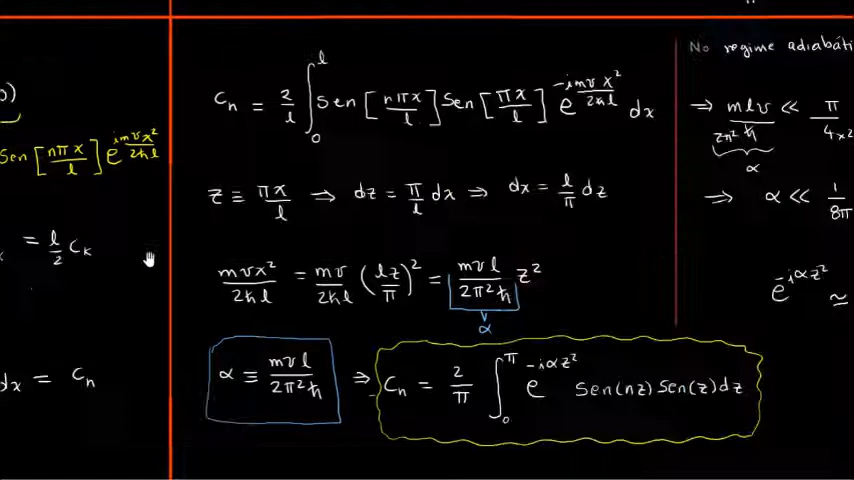 )
Sen[nπx/l] e^{imvx²/2ħl}
= l/2 C_k
dx = C_n
C_n = 2/l ∫_0^l Sen[nπx/l] Sen[πx/l] e^{-imvx²/2ħl} dx
z ≡ πx/l ⟹ dz = π/l dx ⟹ dx = l/π dz
mvx²/2ħl = mv/2ħl (lz/π)² = mvl/2π²ħ z²
α
α ≡ mvl/2π²ħ ⟹ C_n = 2/π ∫_0^π e^{-iαz²} Sen(nz) Sen(z) dz
No regime adiabáti
⟹ mlv/2π²ħ ≪ π/4
α
⟹ α ≪ 1/8π
e^{-iαz²} ≃